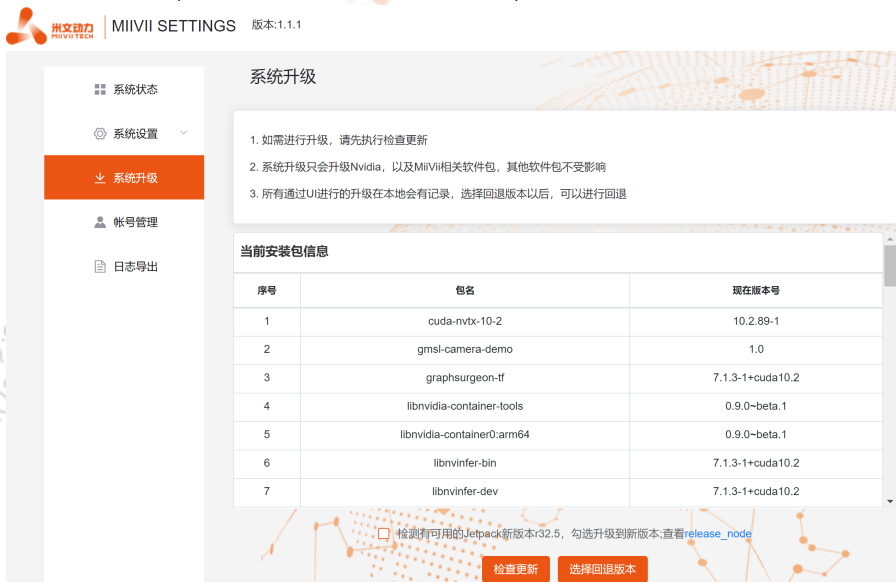 米文动力
MIIVII TECH
MIIVII SETTINGS
版本:1.1.1
系统状态
系统设置
系统升级
帐号管理
日志导出
系统升级
1. 如需进行升级，请先执行检查更新
2. 系统升级只会升级Nvidia，以及MiiVii相关软件包，其他软件包不受影响
3. 所有通过UI进行的升级在本地会有记录，选择回退版本以后，可以进行回退
当前安装包信息
序号 包名 现在版本号
1 cuda-nvtx-10-2 10.2.89-1
2 gmsl-camera-demo 1.0
3 graphsurgeon-tf 7.1.3-1+cuda10.2
4 libnvidia-container-tools 0.9.0~beta.1
5 libnvidia-container0:arm64 0.9.0~beta.1
6 libnvinfer-bin 7.1.3-1+cuda10.2
7 libnvinfer-dev 7.1.3-1+cuda10.2
检测有可用的Jetpack新版本r32.5，勾选升级到新版本;查看release_node
检查更新 选择回退版本